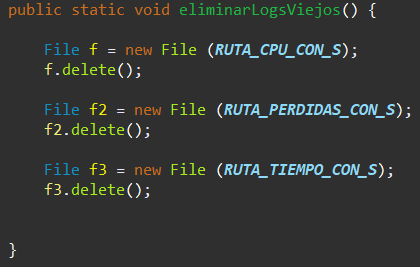 public static void eliminarLogsViejos() {
File f = new File (RUTA_CPU_CON_S);
f.delete();
File f2 = new File (RUTA_PERDIDAS_CON_S);
f2.delete();
File f3 = new File (RUTA_TIEMPO_CON_S);
f3.delete();
}